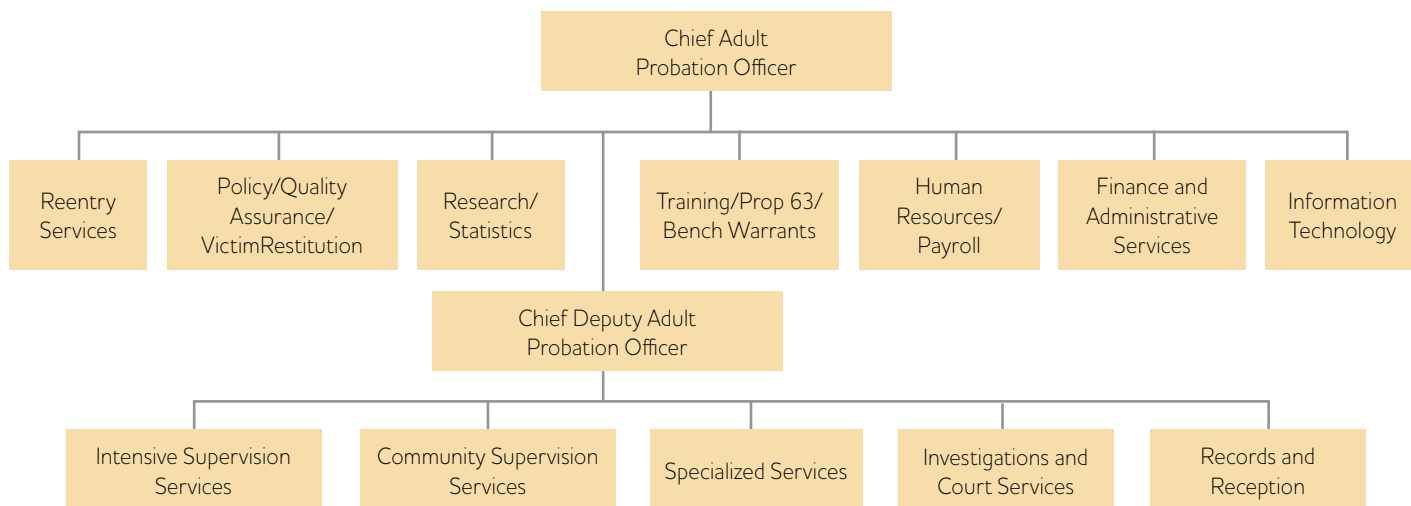 Chief Adult
Probation Officer
Reentry
Services
Policy/Quality
Assurance/
VictimRestitution
Research/
Statistics
Training/Prop 63/
Bench Warrants
Human
Resources/
Payroll
Finance and
Administrative
Services
Information
Technology
Chief Deputy Adult
Probation Officer
Intensive Supervision
Services
Community Supervision
Services
Specialized Services
Investigations and
Court Services
Records and
Reception